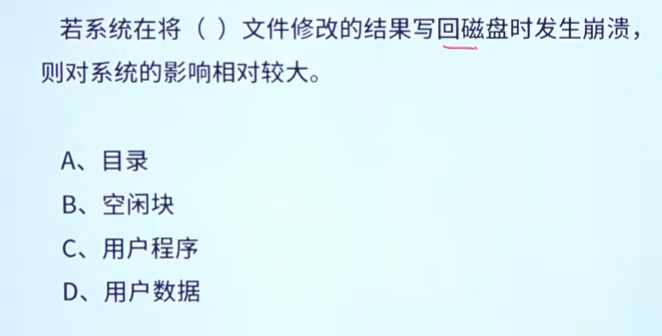 若系统在将（ ）文件修改的结果写回磁盘时发生崩溃，
则对系统的影响相对较大。
A、目录
B、空闲块
C、用户程序
D、用户数据